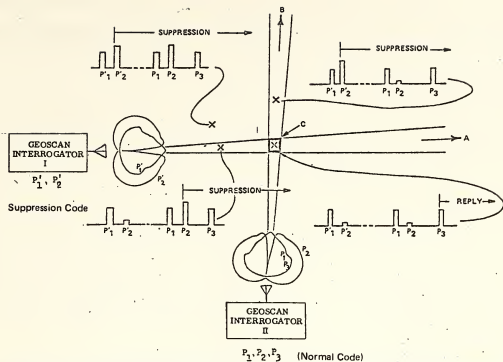 B
SUPPRESSION
P'1 P'2 P1 P2 P3
SUPPRESSION
P'1 P'2 P1 P2 P3
C
A
GEOSCAN
INTERROGATOR
I
P'1, P'2
P'1
P'2
Suppression Code
SUPPRESSION
P'1 P'2 P1 P2 P3
REPLY
P'1 P'2 P1 P2 P3
P1
P3
P2
GEOSCAN
INTERROGATOR
II
P1, P2, P3 (Normal Code)